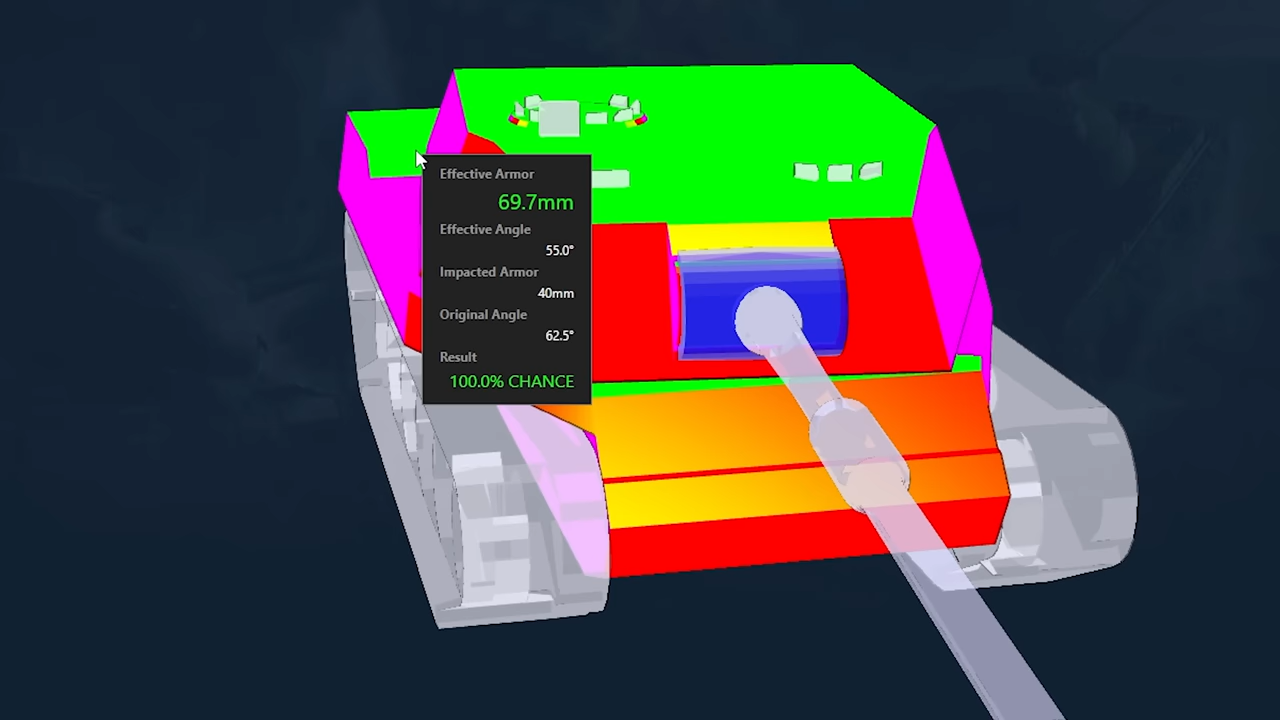 Effective Armor
69.7mm
Effective Angle
55.0°
Impacted Armor
40mm
Original Angle
62.5°
Result
100.0% CHANCE